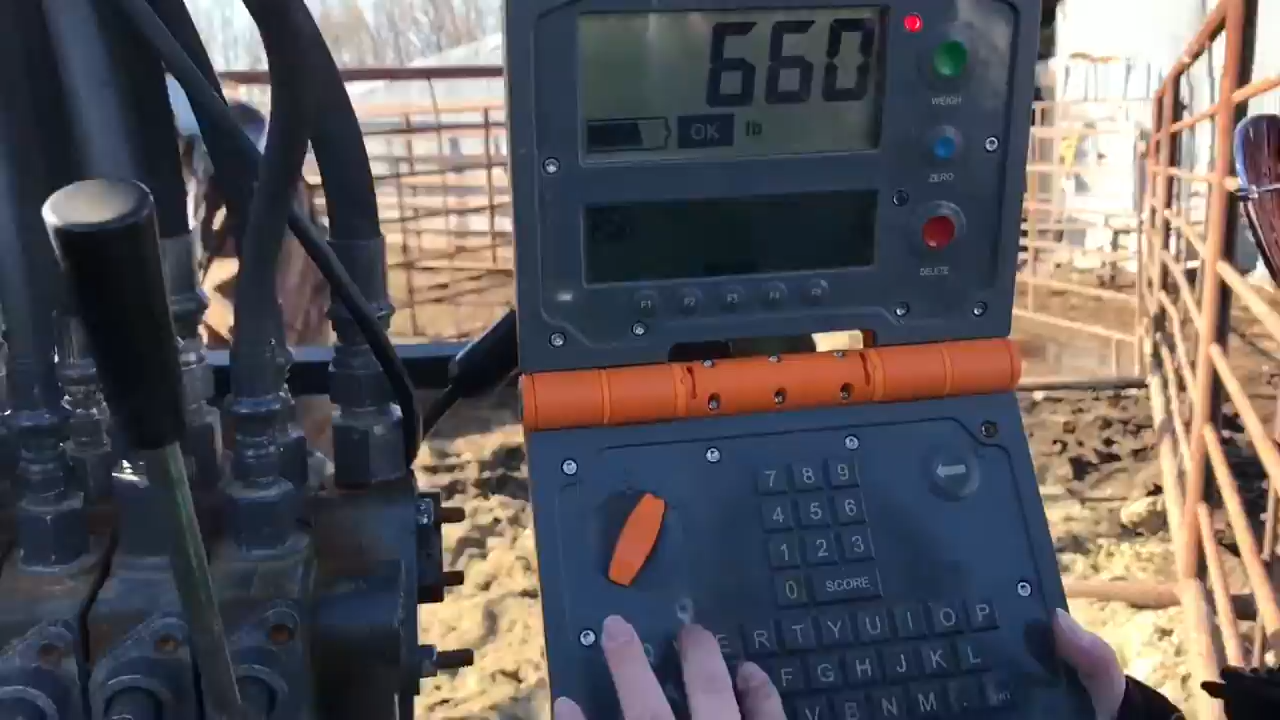 660
OK lb
WEIGH
ZERO
DELETE
F1 F2 F3 F4 F5
7 8 9
4 5 6
1 2 3
0 SCORE
E R T Y U I O P
F G H J K L
V B N M .